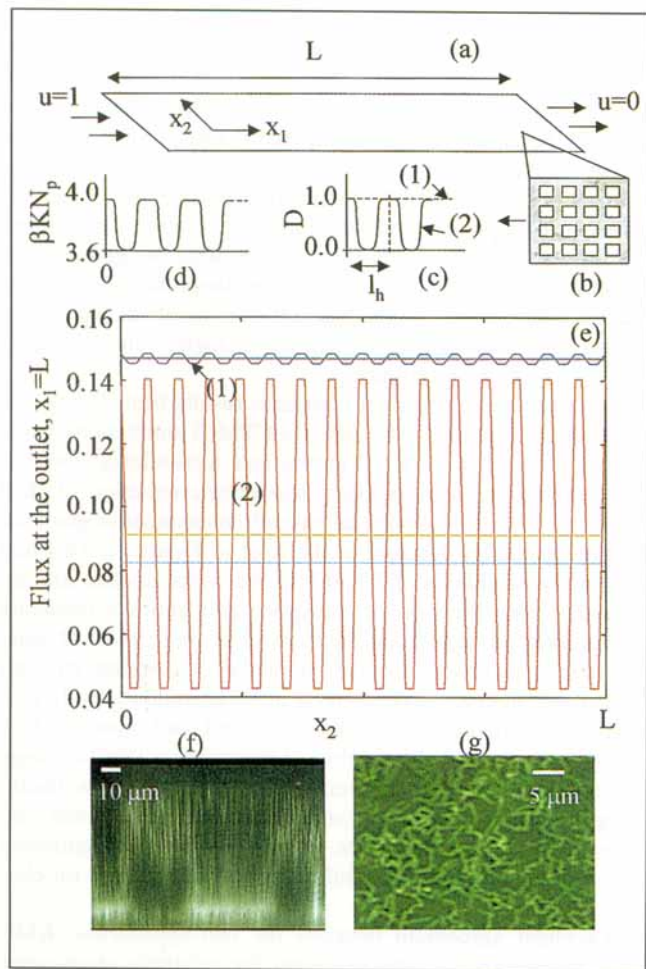 L
(a)
u=1
u=0
x₂
x₁
βKNₚ
4.0
3.6
0
(d)
D
1.0
0.0
(1)
(2)
lₕ
(c)
(b)
Flux at the outlet, x₁=L
0.16
0.14
0.12
0.10
0.08
0.06
0.04
(e)
(1)
(2)
0
x₂
L
(f)
(g)
10 μm
5 μm